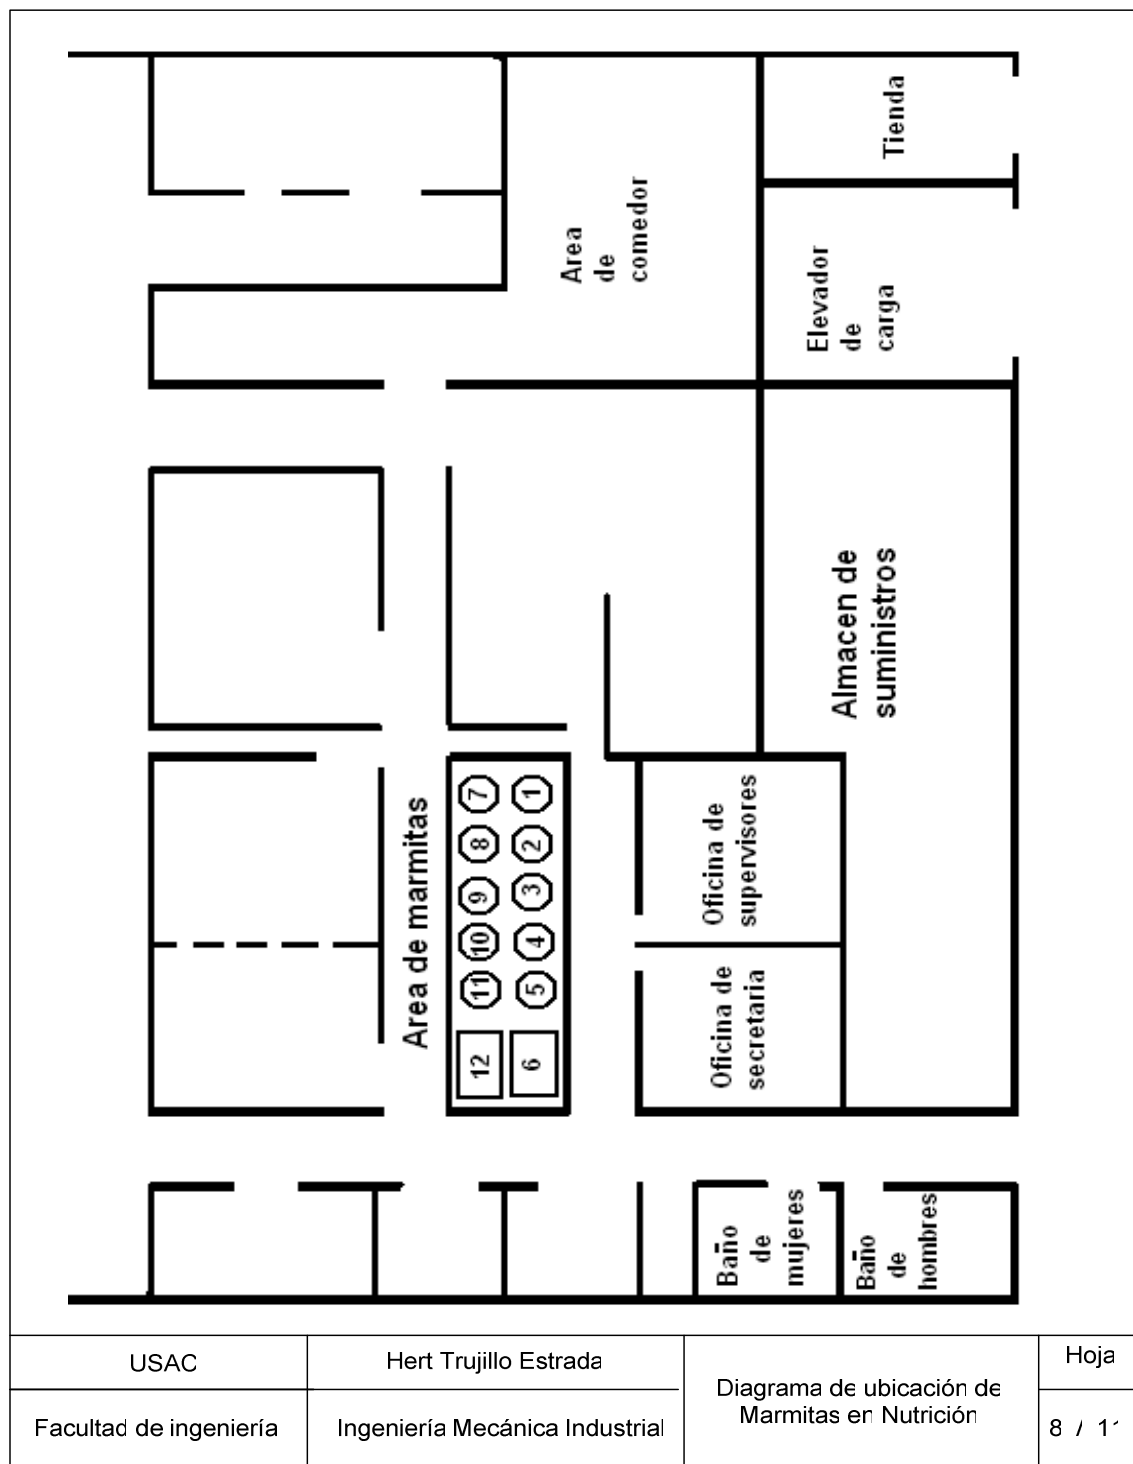 Tienda
Area
de
comedor
Elevador
de
carga
Almacen de
suministros
Area de marmitas
7
1
8
2
9
3
10
4
11
5
12
6
Oficina de
supervisores
Oficina de
secretaria
Baño
de
mujeres
Baño
de
hombres
USAC
Hert Trujillo Estrada
Diagrama de ubicación de
Marmitas en Nutrición
Hoja
Facultad de ingeniería
Ingeniería Mecánica Industrial
8 / 11